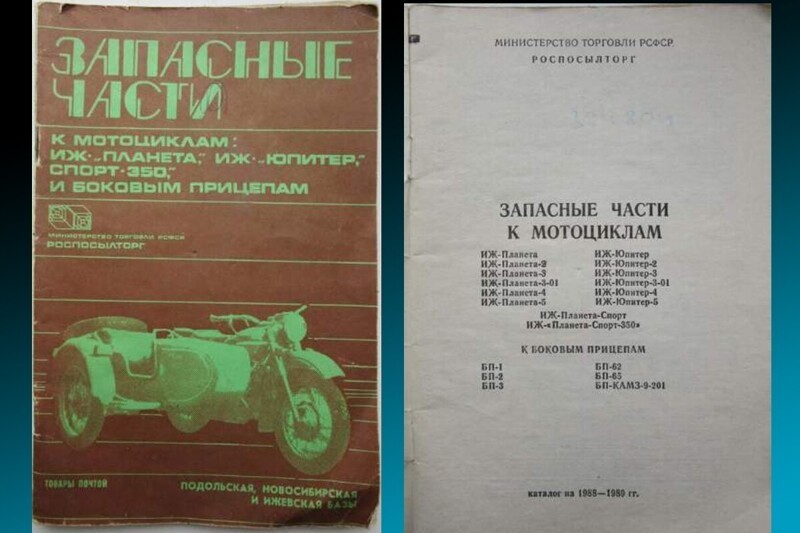 ЗАПАСНЫЕ
ЧАСТИ
К МОТОЦИКЛАМ:
ИЖ-„ПЛАНЕТА“, ИЖ-„ЮПИТЕР“,
СПОРТ-350,“
И БОКОВЫМ ПРИЦЕПАМ
МИНИСТЕРСТВО ТОРГОВЛИ РСФСР
РОСПОСЫЛТОРГ
ТОВАРЫ ПОЧТОЙ
ПОДОЛЬСКАЯ, НОВОСИБИРСКАЯ
И ИЖЕВСКАЯ БАЗЫ
МИНИСТЕРСТВО ТОРГОВЛИ РСФСР
РОСПОСЫЛТОРГ
ЗАПАСНЫЕ ЧАСТИ
К МОТОЦИКЛАМ
ИЖ-Планета ИЖ-Юпитер
ИЖ-Планета-2 ИЖ-Юпитер-2
ИЖ-Планета-3 ИЖ-Юпитер-3
ИЖ-Планета-3-01 ИЖ-Юпитер-3-01
ИЖ-Планета-4 ИЖ-Юпитер-4
ИЖ-Планета-5 ИЖ-Юпитер-5
ИЖ-Планета-Спорт
ИЖ-«Планета-Спорт-350»
К БОКОВЫМ ПРИЦЕПАМ
БП-1 БП-62
БП-2 БП-65
БП-3 БП-КАМЗ-9-201
каталог на 1988—1989 гг.